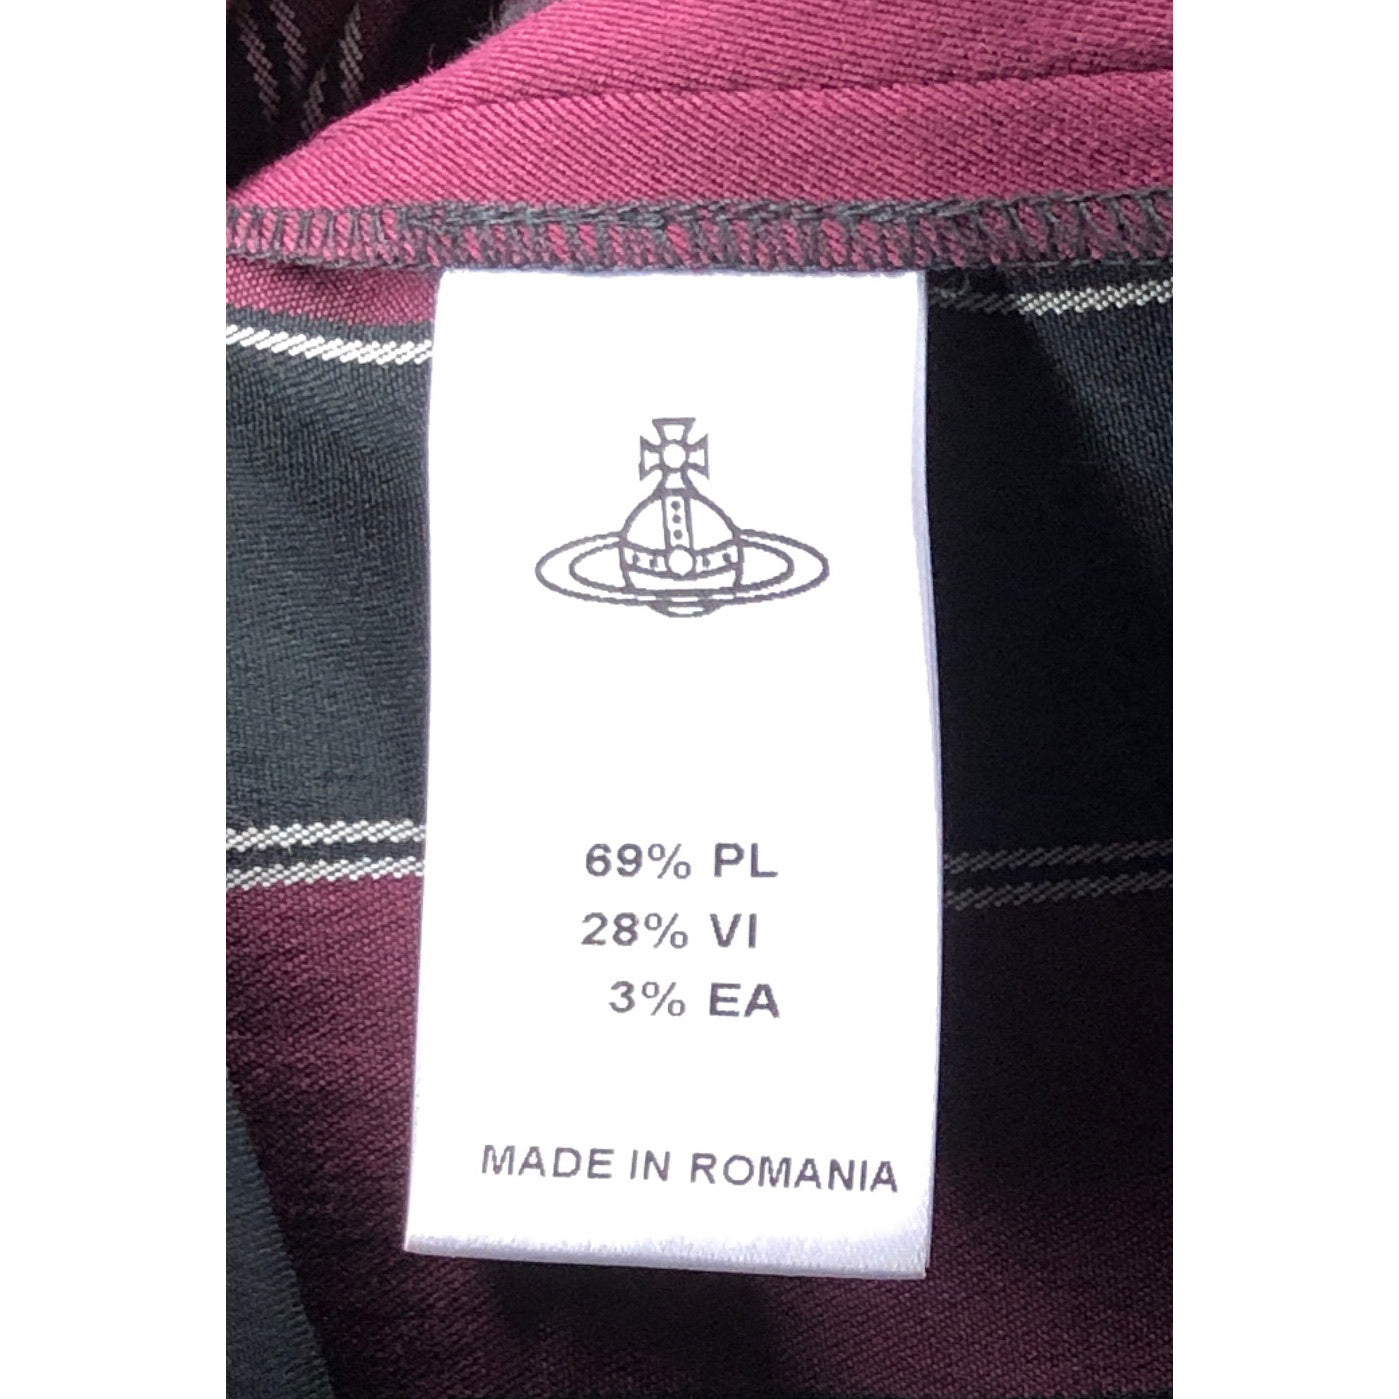 69% PL
28% VI
3% EA
MADE IN ROMANIA